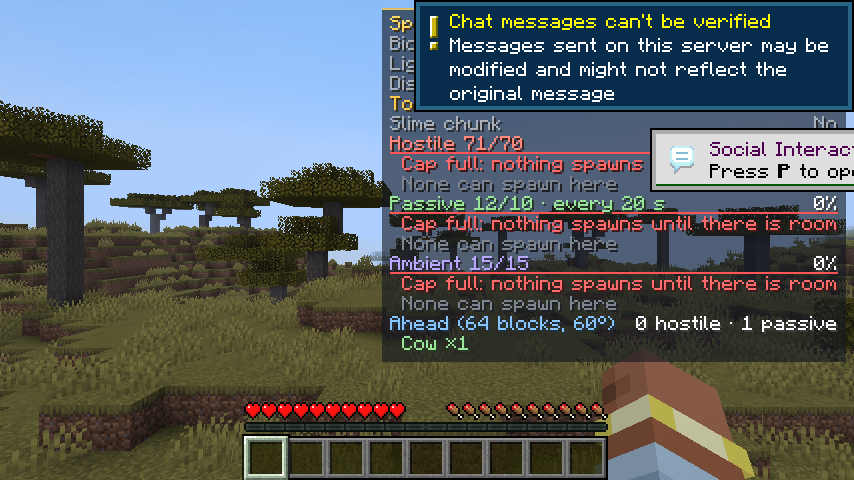 Chat messages can't be verified
Messages sent on this server may be
modified and might not reflect the
original message
Slime chunk No
Hostile 71/70
Cap full: nothing spawns
None can spawn here
Social Interac
Press P to op
Passive 12/10 · every 20 s 0%
Cap full: nothing spawns until there is room
None can spawn here
Ambient 15/15 0%
Cap full: nothing spawns until there is room
None can spawn here
Ahead (64 blocks, 60°) 0 hostile · 1 passive
Cow ×1